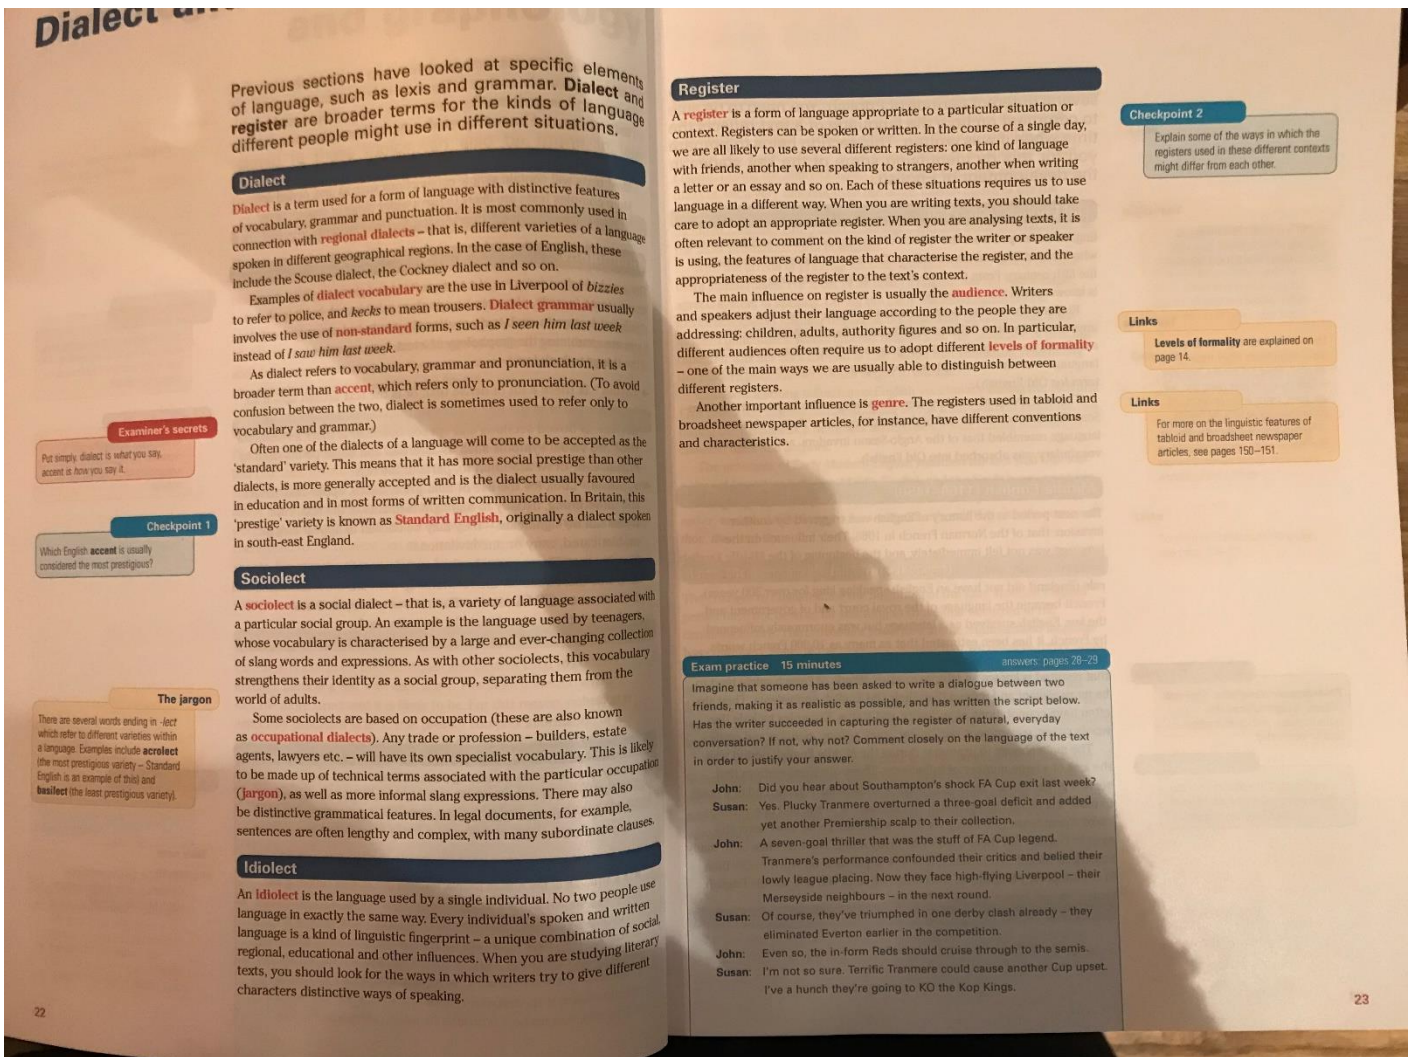 Dialect
Previous sections have looked at specific elements
of language, such as lexis and grammar. Dialect and
register are broader terms for the kinds of language
different people might use in different situations.
Dialect
Dialect is a term used for a form of language with distinctive features
of vocabulary, grammar and punctuation. It is most commonly used in
connection with regional dialects – that is, different varieties of a language
spoken in different geographical regions. In the case of English, these
include the Scouse dialect, the Cockney dialect and so on.
Examples of dialect vocabulary are the use in Liverpool of bizzies
to refer to police, and kecks to mean trousers. Dialect grammar usually
involves the use of non-standard forms, such as I seen him last week
instead of I saw him last week.
As dialect refers to vocabulary, grammar and pronunciation, it is a
broader term than accent, which refers only to pronunciation. (To avoid
confusion between the two, dialect is sometimes used to refer only to
vocabulary and grammar.)
Often one of the dialects of a language will come to be accepted as the
'standard' variety. This means that it has more social prestige than other
dialects, is more generally accepted and is the dialect usually favoured
in education and in most forms of written communication. In Britain, this
'prestige' variety is known as Standard English, originally a dialect spoken
in south-east England.
Examiner's secrets
Put simply, dialect is what you say,
accent is how you say it.
Checkpoint 1
Which English accent is usually
considered the most prestigious?
Sociolect
A sociolect is a social dialect – that is, a variety of language associated with
a particular social group. An example is the language used by teenagers,
whose vocabulary is characterised by a large and ever-changing collection
of slang words and expressions. As with other sociolects, this vocabulary
strengthens their identity as a social group, separating them from the
world of adults.
Some sociolects are based on occupation (these are also known
as occupational dialects). Any trade or profession – builders, estate
agents, lawyers etc. – will have its own specialist vocabulary. This is likely
to be made up of technical terms associated with the particular occupation
(jargon), as well as more informal slang expressions. There may also
be distinctive grammatical features. In legal documents, for example,
sentences are often lengthy and complex, with many subordinate clauses.
The jargon
There are several words ending in -lect
which refer to different varieties within
a language. Examples include acrolect
(the most prestigious variety – Standard
English is an example of this) and
basilect (the least prestigious variety).
Idiolect
An idiolect is the language used by a single individual. No two people use
language in exactly the same way. Every individual's spoken and written
language is a kind of linguistic fingerprint – a unique combination of social,
regional, educational and other influences. When you are studying literary
texts, you should look for the ways in which writers try to give different
characters distinctive ways of speaking.
22
Register
A register is a form of language appropriate to a particular situation or
context. Registers can be spoken or written. In the course of a single day,
we are all likely to use several different registers: one kind of language
with friends, another when speaking to strangers, another when writing
a letter or an essay and so on. Each of these situations requires us to use
language in a different way. When you are writing texts, you should take
care to adopt an appropriate register. When you are analysing texts, it is
often relevant to comment on the kind of register the writer or speaker
is using, the features of language that characterise the register, and the
appropriateness of the register to the text's context.
The main influence on register is usually the audience. Writers
and speakers adjust their language according to the people they are
addressing: children, adults, authority figures and so on. In particular,
different audiences often require us to adopt different levels of formality
– one of the main ways we are usually able to distinguish between
different registers.
Another important influence is genre. The registers used in tabloid and
broadsheet newspaper articles, for instance, have different conventions
and characteristics.
Checkpoint 2
Explain some of the ways in which the
registers used in these different contexts
might differ from each other.
Links
Levels of formality are explained on
page 14.
Links
For more on the linguistic features of
tabloid and broadsheet newspaper
articles, see pages 150–151.
Exam practice 15 minutes answers: pages 28–29
Imagine that someone has been asked to write a dialogue between two
friends, making it as realistic as possible, and has written the script below.
Has the writer succeeded in capturing the register of natural, everyday
conversation? If not, why not? Comment closely on the language of the text
in order to justify your answer.
John: Did you hear about Southampton's shock FA Cup exit last week?
Susan: Yes. Plucky Tranmere overturned a three-goal deficit and added
yet another Premiership scalp to their collection.
John: A seven-goal thriller that was the stuff of FA Cup legend.
Tranmere's performance confounded their critics and belied their
lowly league placing. Now they face high-flying Liverpool – their
Merseyside neighbours – in the next round.
Susan: Of course, they've triumphed in one derby clash already – they
eliminated Everton earlier in the competition.
John: Even so, the in-form Reds should cruise through to the semis.
Susan: I'm not so sure. Terrific Tranmere could cause another Cup upset.
I've a hunch they're going to KO the Kop Kings.
23